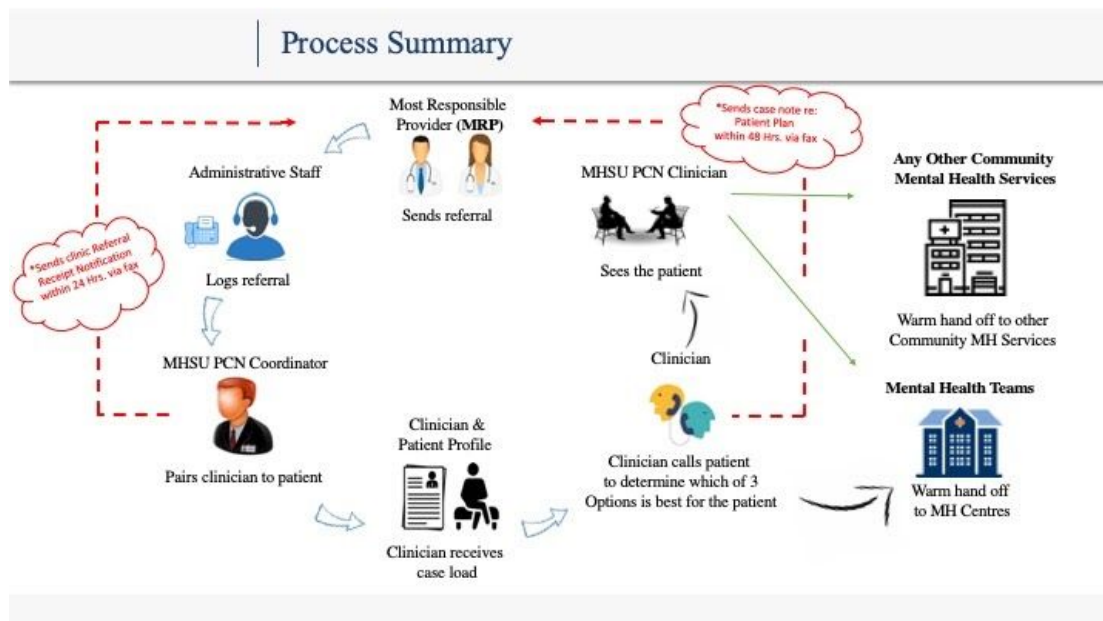 Process Summary
Most Responsible
Provider (MRP)
Sends referral
Administrative Staff
Logs referral
*Sends clinic Referral
Receipt Notification
within 24 Hrs. via fax
MHSU PCN Coordinator
Pairs clinician to patient
Clinician &
Patient Profile
Clinician receives
case load
Clinician
Clinician calls patient
to determine which of 3
Options is best for the patient
MHSU PCN Clinician
Sees the patient
*Sends case note re:
Patient Plan
within 48 Hrs. via fax
Any Other Community
Mental Health Services
Warm hand off to other
Community MH Services
Mental Health Teams
Warm hand off
to MH Centres